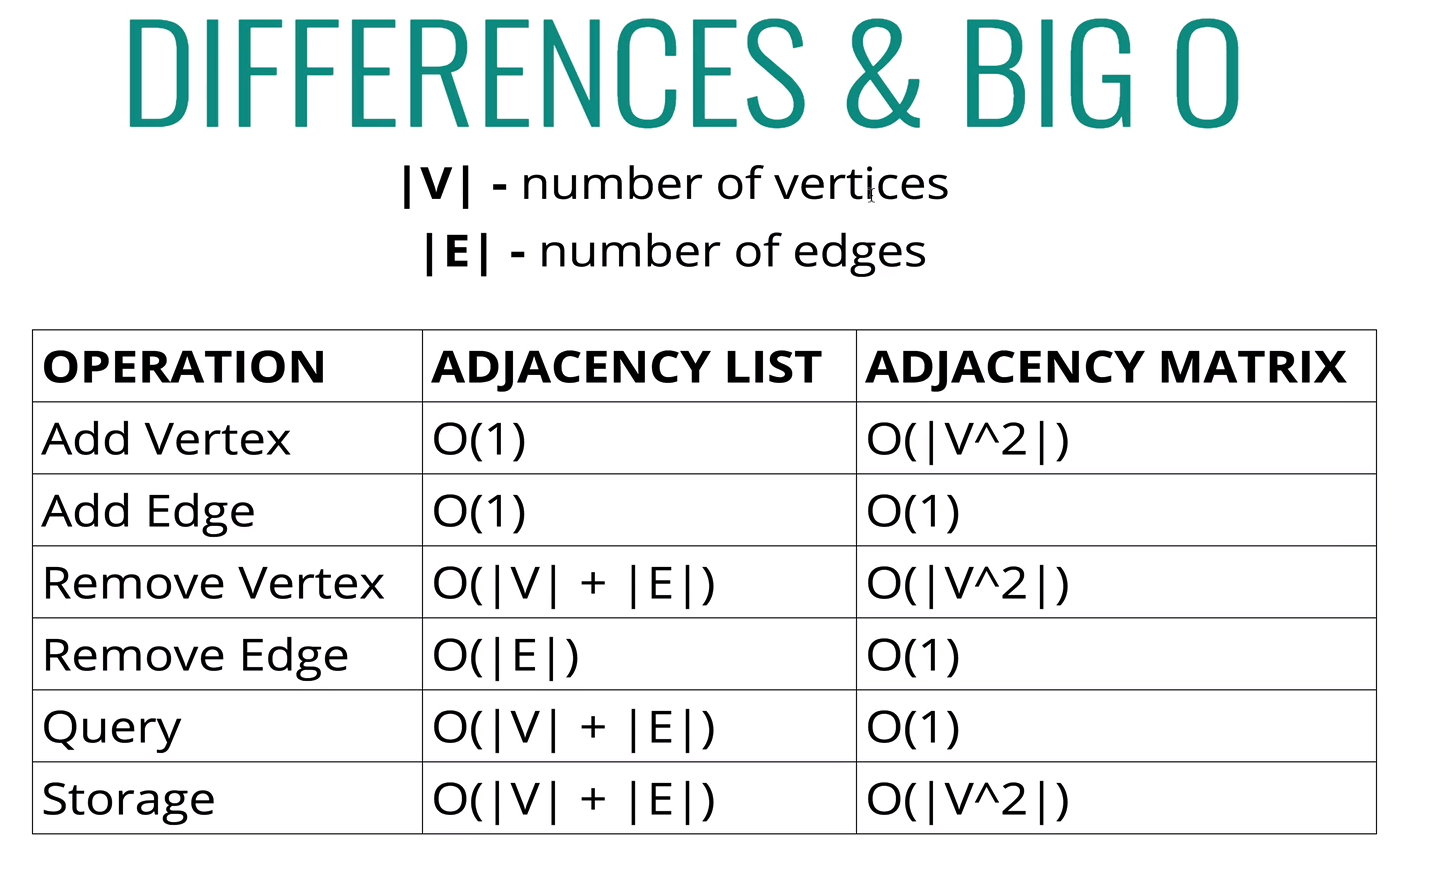 DIFFERENCES & BIG O
|V| - number of vertices
|E| - number of edges
OPERATION ADJACENCY LIST ADJACENCY MATRIX
Add Vertex O(1) O(|V^2|)
Add Edge O(1) O(1)
Remove Vertex O(|V| + |E|) O(|V^2|)
Remove Edge O(|E|) O(1)
Query O(|V| + |E|) O(1)
Storage O(|V| + |E|) O(|V^2|)